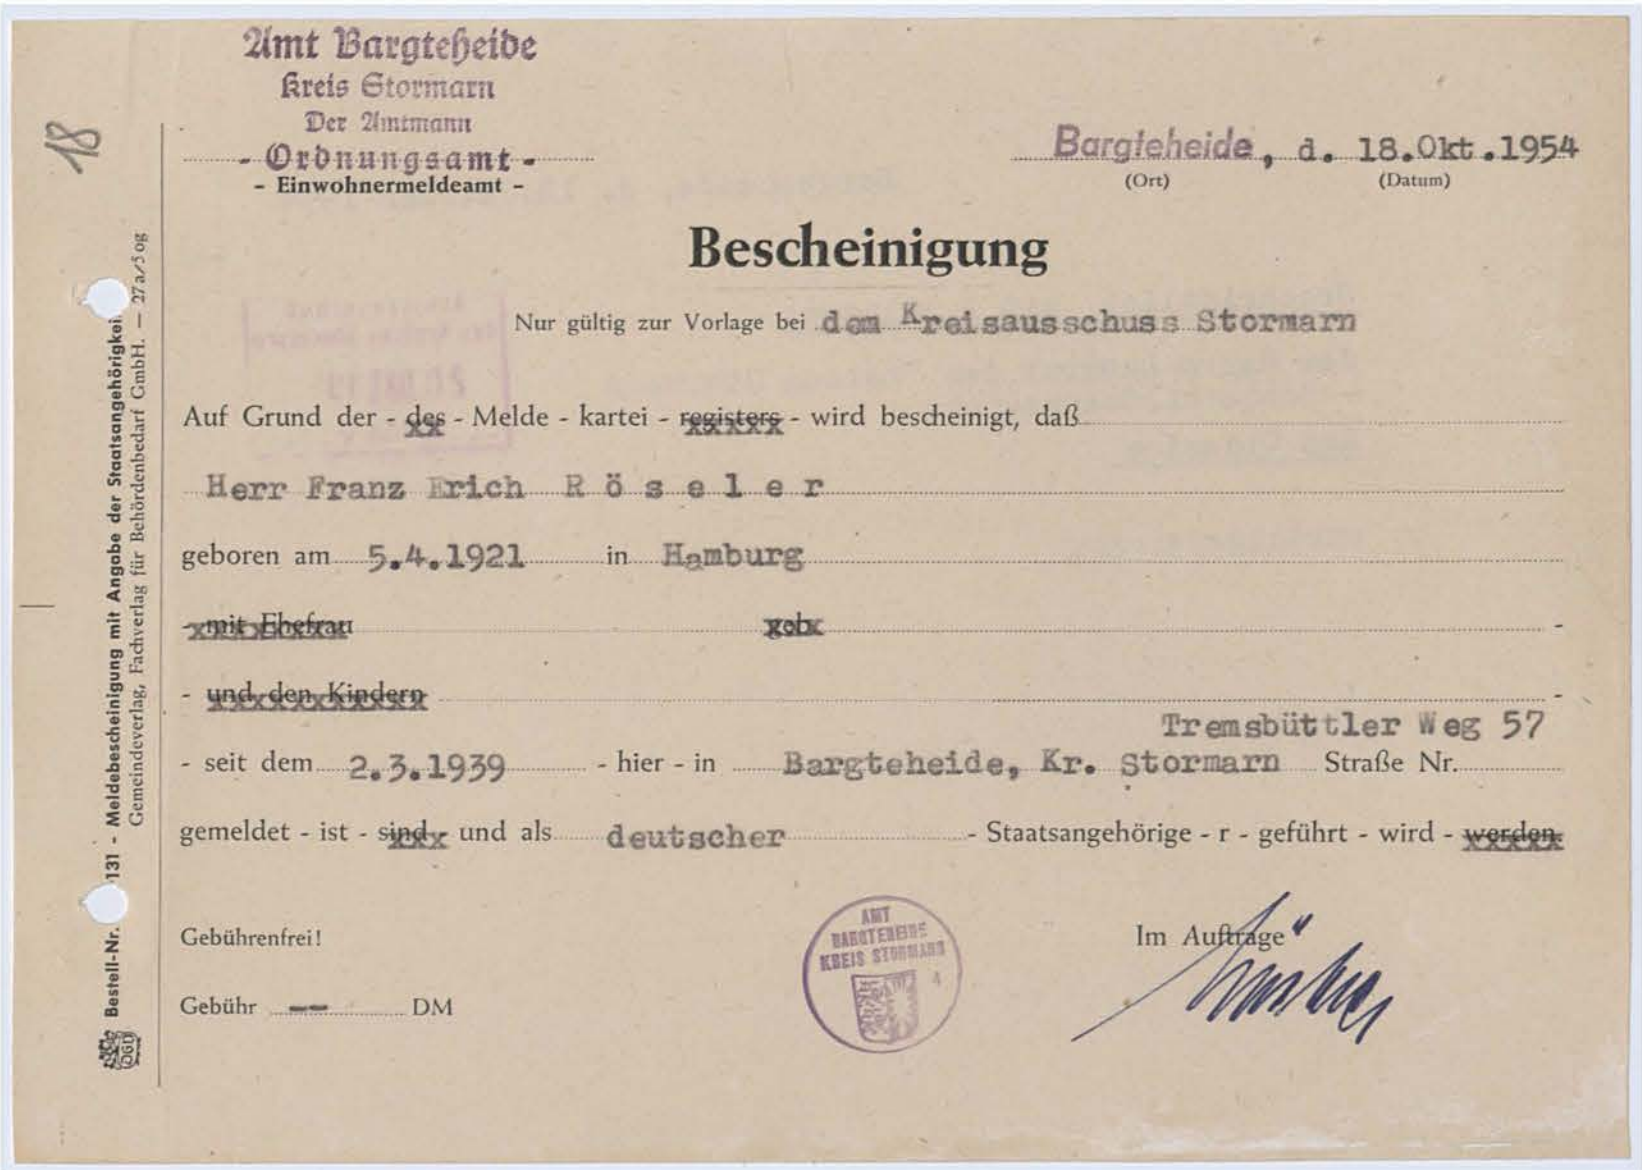 Amt Bargteheide
Kreis Stormarn
Der Amtmann
- Ordnungsamt -
- Einwohnermeldeamt -
18
Bargteheide, d. 18.Okt.1954
(Ort) (Datum)
Bescheinigung
Nur gültig zur Vorlage bei dem Kreisausschuss Stormarn
Auf Grund der - des - Melde - kartei - registers - wird bescheinigt, daß
Herr Franz Erich Röseler
geboren am 5.4.1921 in Hamburg
- mit Ehefrau geb. -
- und den Kindern -
Tremsbüttler Weg 57
- seit dem 2.3.1939 - hier - in Bargteheide, Kr. Stormarn Straße Nr.
gemeldet - ist - sind - und als deutscher - Staatsangehörige - r - geführt - wird - werden.
Gebührenfrei!
Im Auftrage
Gebühr -- DM
AMT
BARGTEHEIDE
KREIS STORMARN
4
Bestell-Nr. 131 - Meldebescheinigung mit Angabe der Staatsangehörigkei
Gemeindeverlag, Fachverlag für Behördenbedarf GmbH. — 27a/5 og